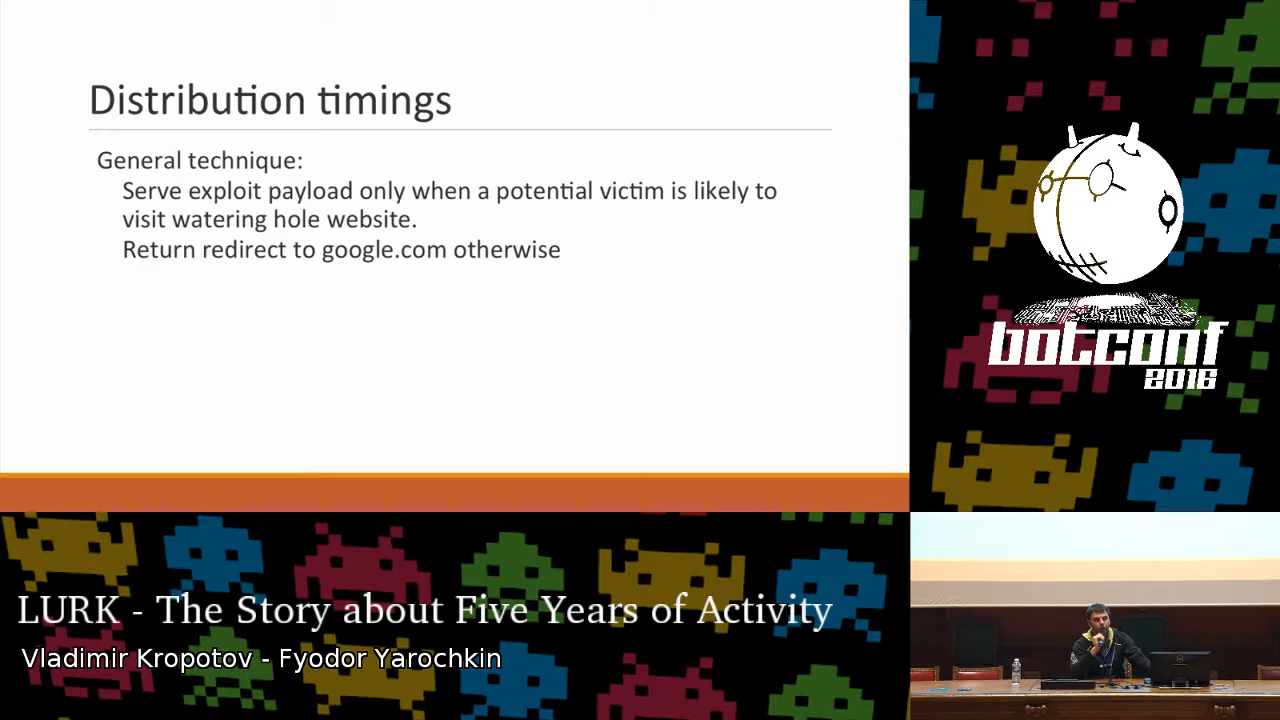 Distribution timings
General technique:
Serve exploit payload only when a potential victim is likely to
visit watering hole website.
Return redirect to google.com otherwise
botconf
2016
LURK - The Story about Five Years of Activity
Vladimir Kropotov - Fyodor Yarochkin